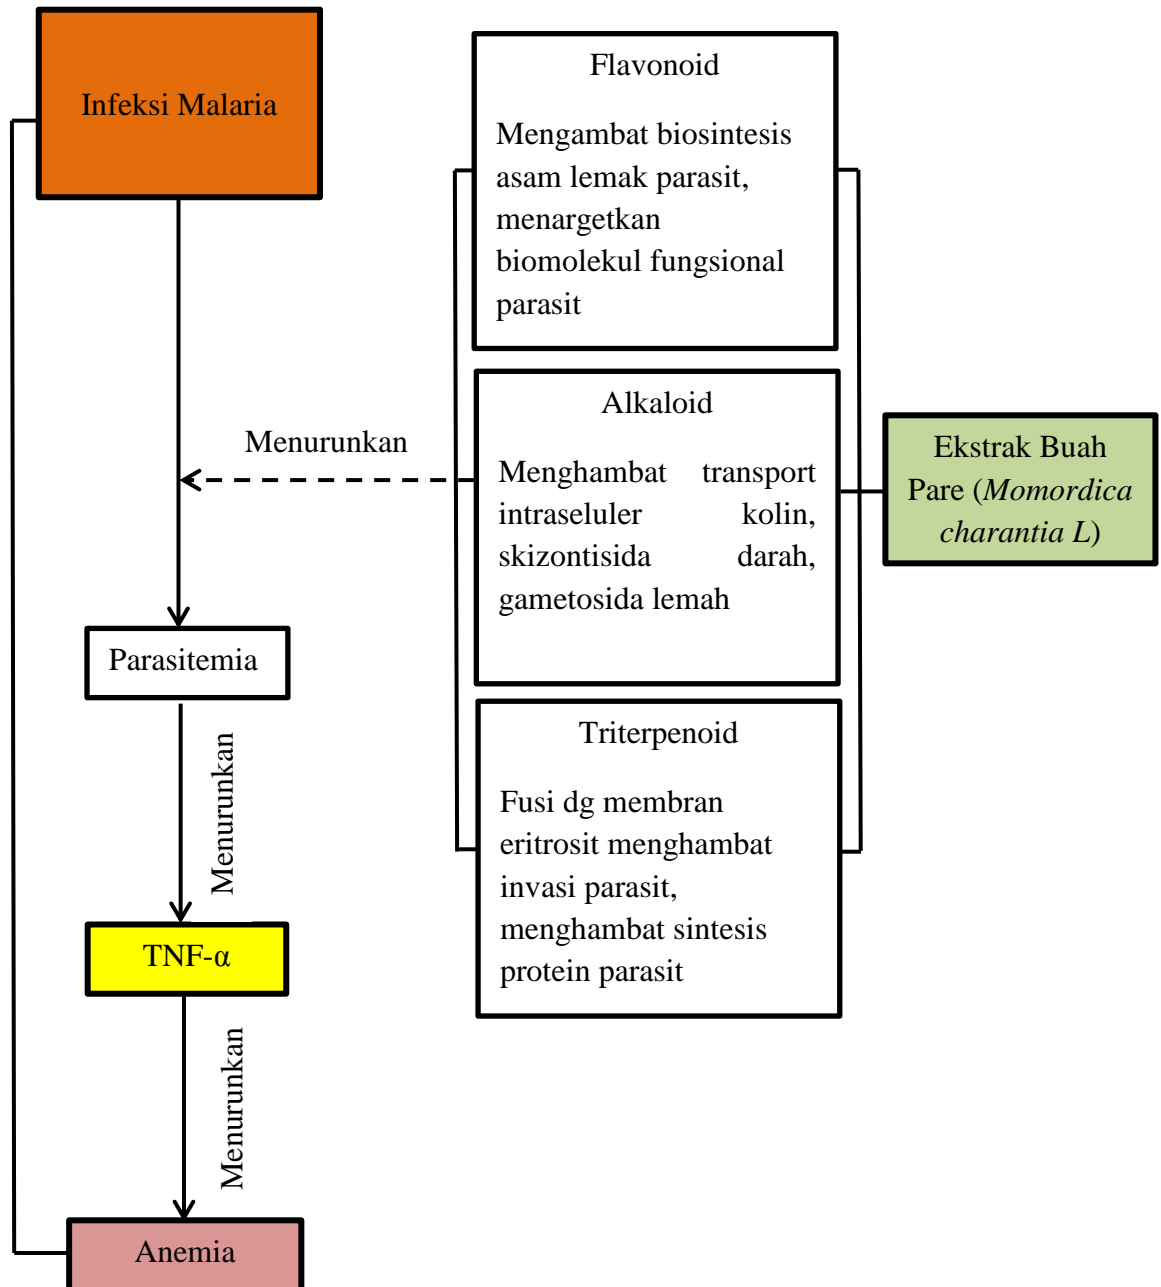 Infeksi Malaria
Flavonoid
Mengambat biosintesis
asam lemak parasit,
menargetkan
biomolekul fungsional
parasit
Menurunkan
Alkaloid
Menghambat transport
intraseluler kolin,
skizontisida darah,
gametosida lemah
Ekstrak Buah
Pare (Momordica
charantia L)
Parasitemia
Menurunkan
Triterpenoid
Fusi dg membran
eritrosit menghambat
invasi parasit,
menghambat sintesis
protein parasit
TNF-α
Menurunkan
Anemia